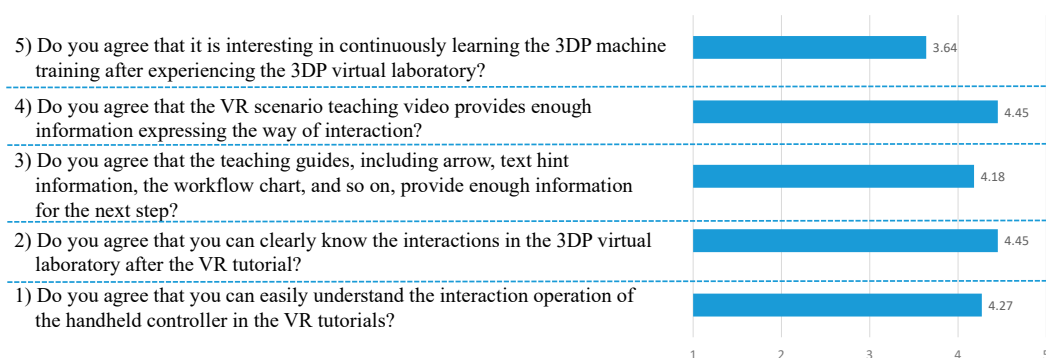 5) Do you agree that it is interesting in continuously learning the 3DP machine
training after experiencing the 3DP virtual laboratory?
3.64
4) Do you agree that the VR scenario teaching video provides enough
information expressing the way of interaction?
4.45
3) Do you agree that the teaching guides, including arrow, text hint
information, the workflow chart, and so on, provide enough information
for the next step?
4.18
2) Do you agree that you can clearly know the interactions in the 3DP virtual
laboratory after the VR tutorial?
4.45
1) Do you agree that you can easily understand the interaction operation of
the handheld controller in the VR tutorials?
4.27
1 2 3 4 5